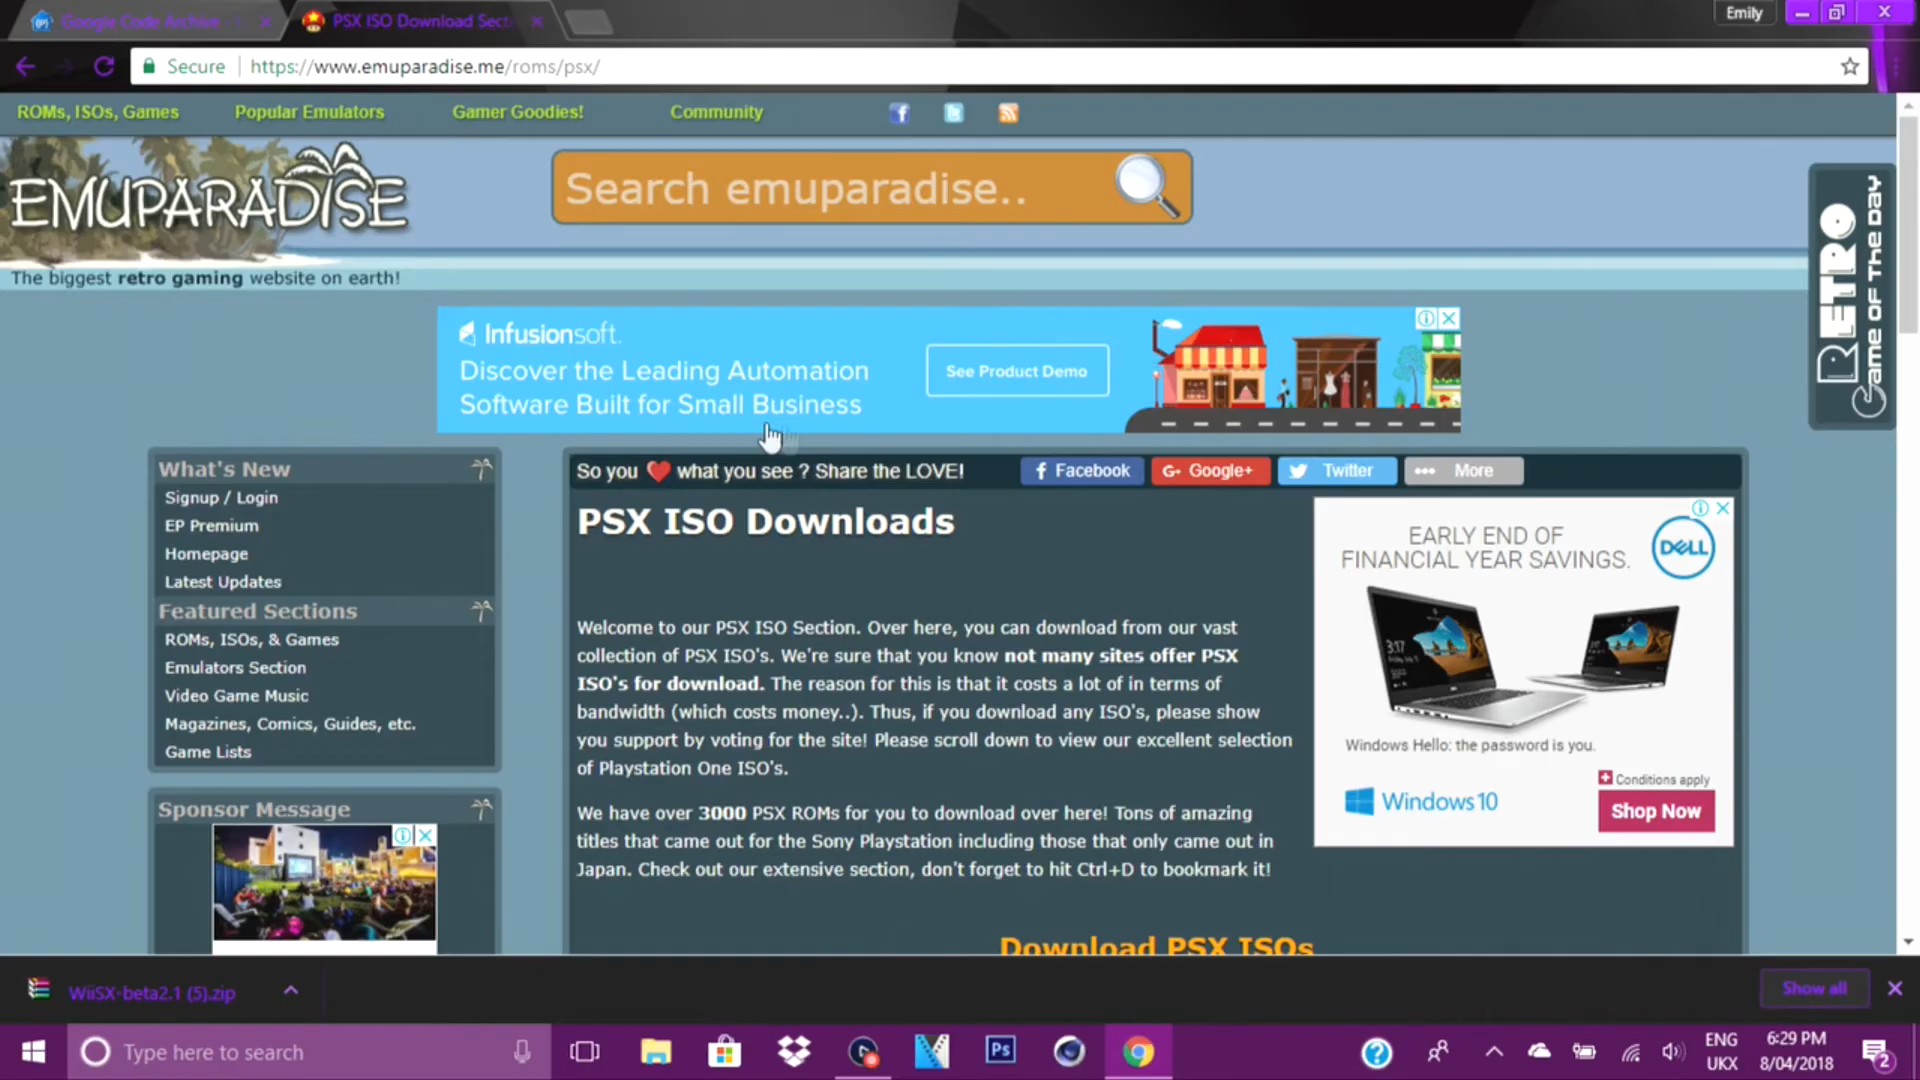 Google Code Archive -
PSX ISO Download Sect
Emily
Secure
https://www.emuparadise.me/roms/psx/
ROMs, ISOs, Games
Popular Emulators
Gamer Goodies!
Community
EMUPARADISE
Search emuparadise..
The biggest retro gaming website on earth!
RETRO
Game OF THE DAY
Infusionsoft.
Discover the Leading Automation
Software Built for Small Business
See Product Demo
What's New
Signup / Login
EP Premium
Homepage
Latest Updates
Featured Sections
ROMs, ISOs, & Games
Emulators Section
Video Game Music
Magazines, Comics, Guides, etc.
Game Lists
Sponsor Message
So you ❤ what you see ? Share the LOVE!
Facebook
G+ Google+
Twitter
More
PSX ISO Downloads
Welcome to our PSX ISO Section. Over here, you can download from our vast
collection of PSX ISO's. We're sure that you know not many sites offer PSX
ISO's for download. The reason for this is that it costs a lot of in terms of
bandwidth (which costs money..). Thus, if you download any ISO's, please show
you support by voting for the site! Please scroll down to view our excellent selection
of Playstation One ISO's.
We have over 3000 PSX ROMs for you to download over here! Tons of amazing
titles that came out for the Sony Playstation including those that only came out in
Japan. Check out our extensive section, don't forget to hit Ctrl+D to bookmark it!
Download PSX ISOs
EARLY END OF
FINANCIAL YEAR SAVINGS.
DELL
3:17
3:17
Windows Hello: the password is you.
Conditions apply
Windows 10
Shop Now
WiiSX-beta2.1 (5).zip
Show all
Type here to search
Ps
ENG
UKX
6:29 PM
8/04/2018
2